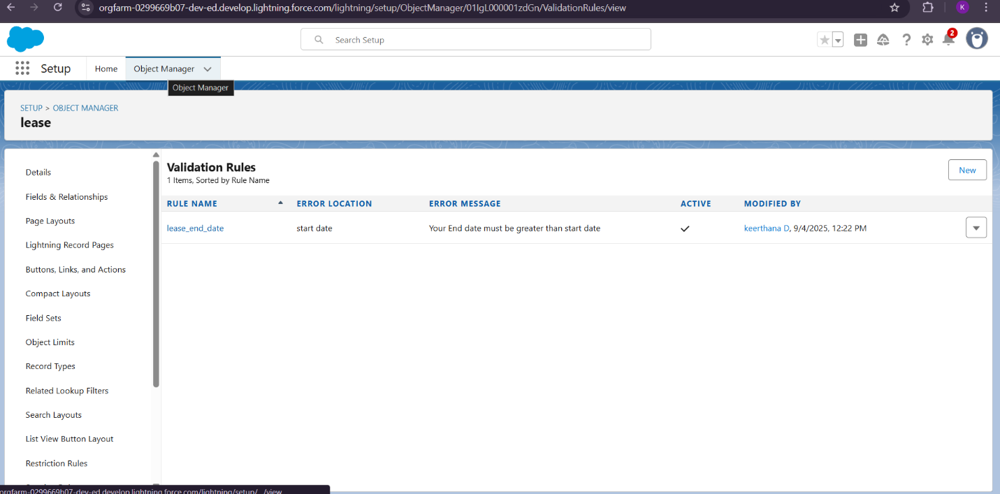 orgfarm-0299669b07-dev-ed.develop.lightning.force.com/lightning/setup/ObjectManager/01IgL000001zdGn/ValidationRules/view
K
Search Setup
2
Setup
Home
Object Manager
Object Manager
SETUP > OBJECT MANAGER
lease
Details
Fields & Relationships
Page Layouts
Lightning Record Pages
Buttons, Links, and Actions
Compact Layouts
Field Sets
Object Limits
Record Types
Related Lookup Filters
Search Layouts
List View Button Layout
Restriction Rules
Validation Rules
1 Items, Sorted by Rule Name
New
RULE NAME ERROR LOCATION ERROR MESSAGE ACTIVE MODIFIED BY
lease_end_date start date Your End date must be greater than start date keerthana D, 9/4/2025, 12:22 PM
orgfarm-0299669b07-dev-ed.develop.lightning.force.com/lightning/setup/.../view